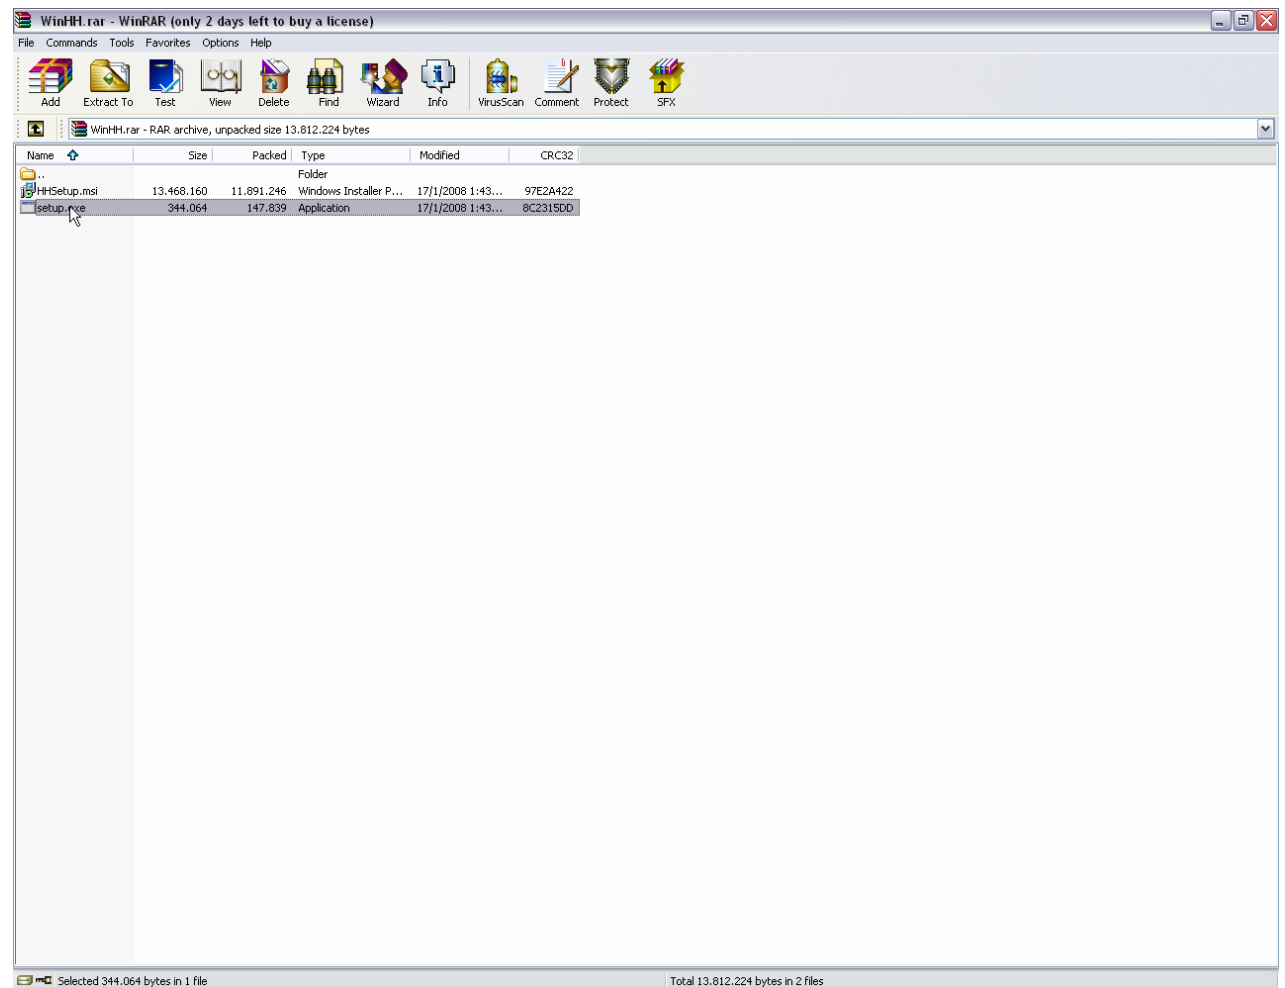 WinHH.rar - WinRAR (only 2 days left to buy a license)
File Commands Tools Favorites Options Help
Add Extract To Test View Delete Find Wizard Info VirusScan Comment Protect SFX
WinHH.rar - RAR archive, unpacked size 13.812.224 bytes
Name Size Packed Type Modified CRC32
.. Folder
HHSetup.msi 13.468.160 11.891.246 Windows Installer P... 17/1/2008 1:43... 97E2A422
setup.exe 344.064 147.839 Application 17/1/2008 1:43... 8C2315DD
Selected 344.064 bytes in 1 file Total 13.812.224 bytes in 2 files